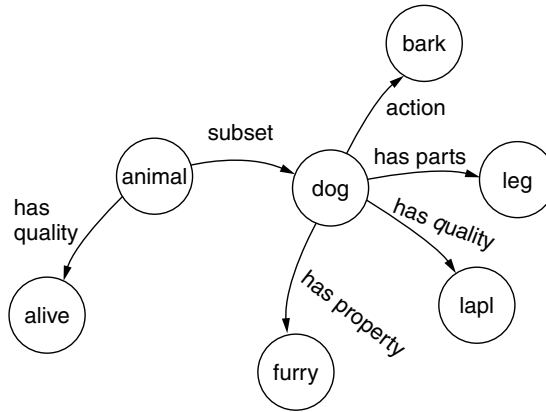 bark
action
subset
animal
dog
has parts
leg
has
quality
has quality
alive
has property
lapl
furry